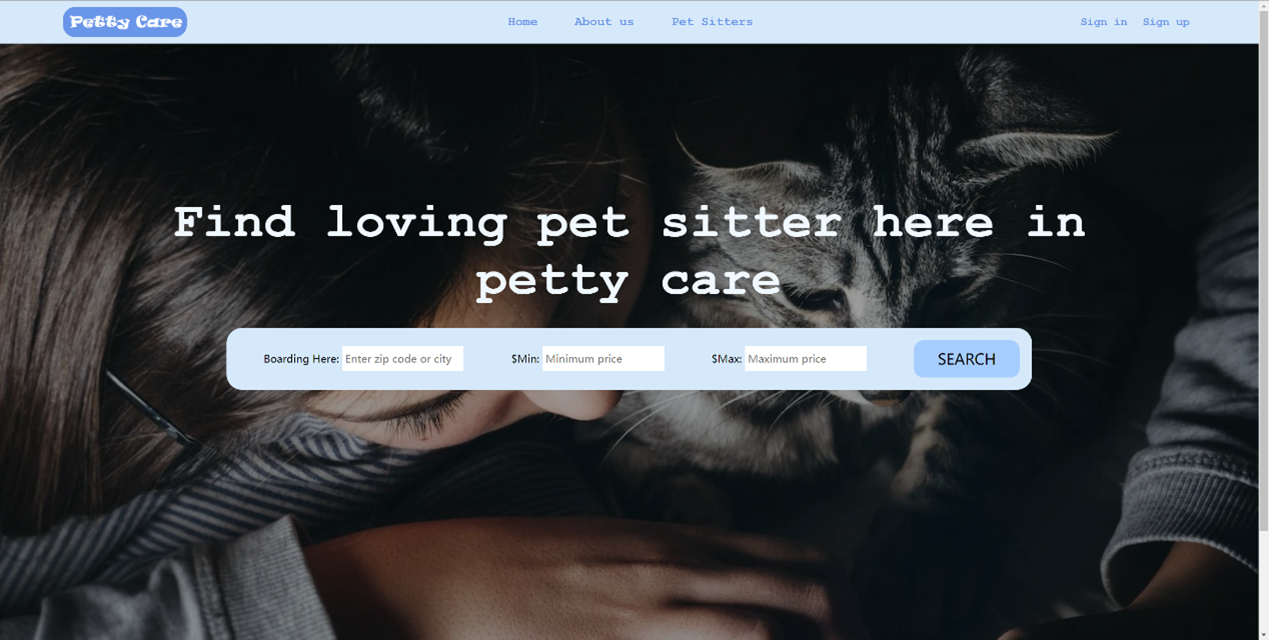 Petty Care
Home About us Pet Sitters
Sign in Sign up
Find loving pet sitter here in
petty care
Boarding Here: Enter zip code or city $Min: Minimum price $Max: Maximum price SEARCH